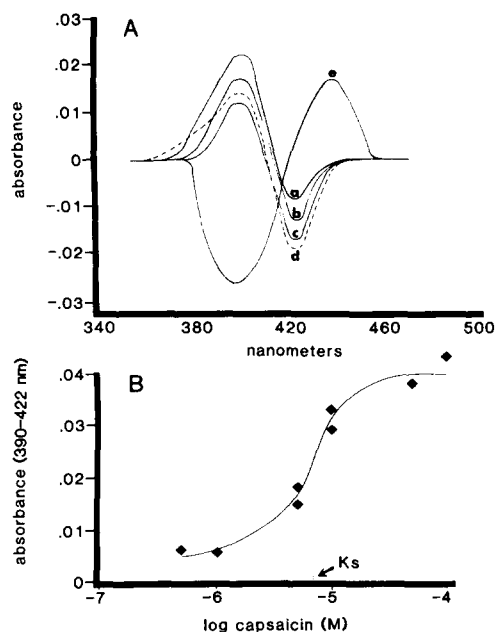 A
absorbance
.03
.02
.01
0
-.01
-.02
-.03
a
b
c
d
e
340
380
420
460
500
nanometers
B
absorbance (390-422 nm)
.04
.03
.02
.01
0
Ks
-7
-6
-5
-4
log capsaicin (M)